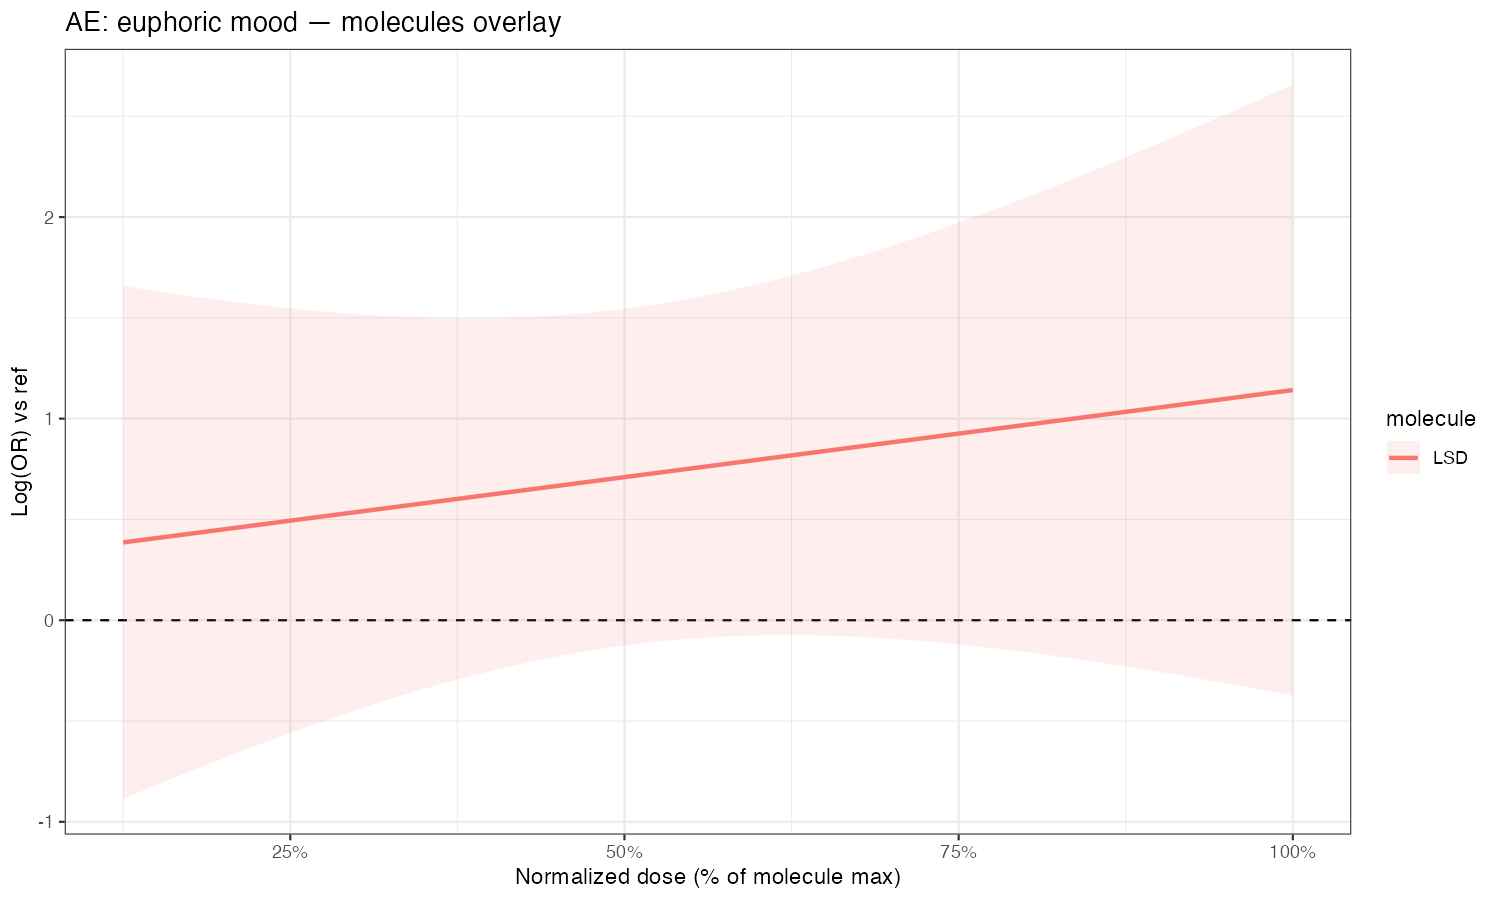 AE: euphoric mood — molecules overlay
Log(OR) vs ref
2
1
0
-1
25%
50%
75%
100%
Normalized dose (% of molecule max)
molecule
LSD